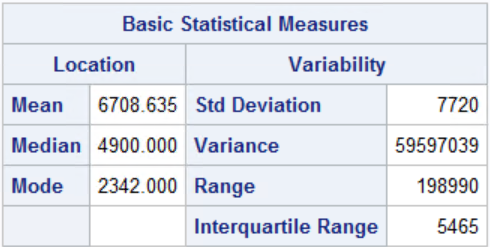 Basic Statistical Measures
Location Variability
Mean 6708.635 Std Deviation 7720
Median 4900.000 Variance 59597039
Mode 2342.000 Range 198990
Interquartile Range 5465